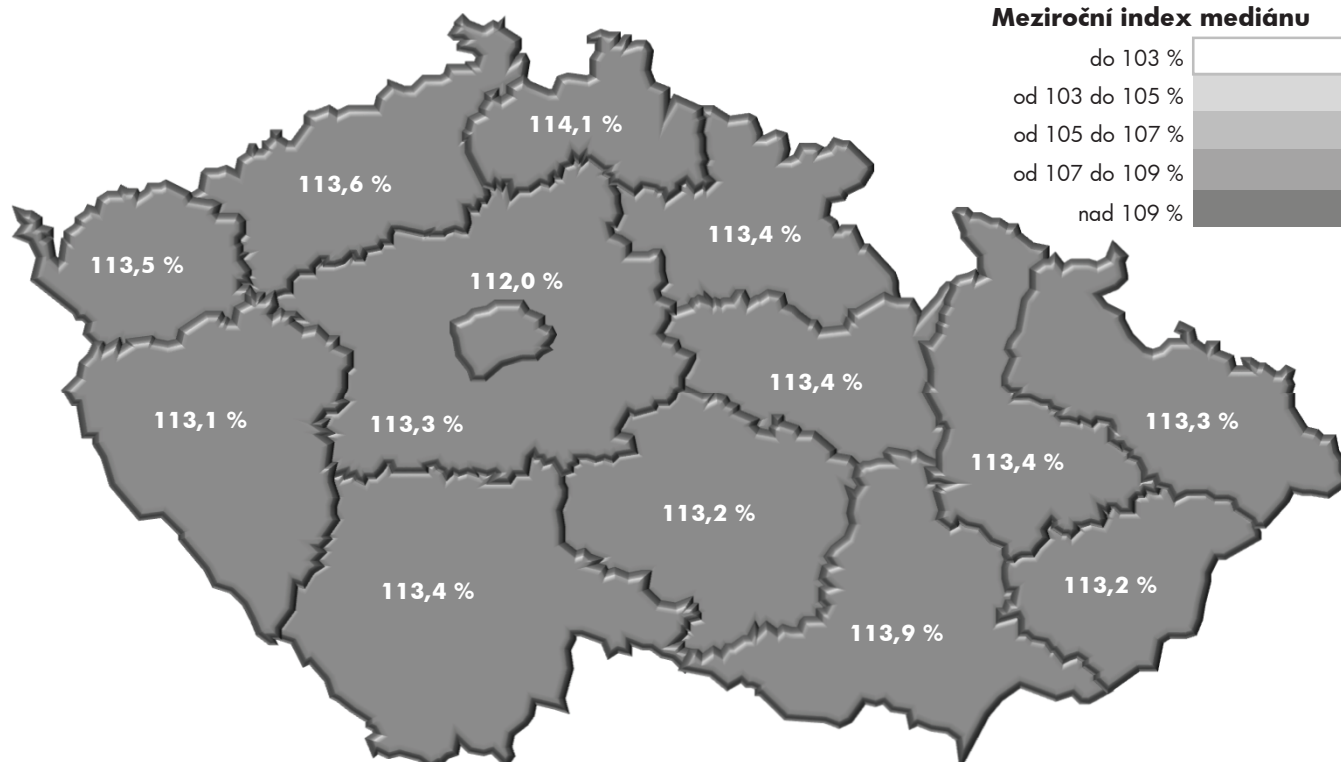 Meziroční index mediánu
do 103 %
od 103 do 105 %
od 105 do 107 %
od 107 do 109 %
nad 109 %
114,1 %
113,6 %
113,4 %
113,5 %
112,0 %
113,4 %
113,1 %
113,3 %
113,3 %
113,4 %
113,2 %
113,4 %
113,2 %
113,9 %